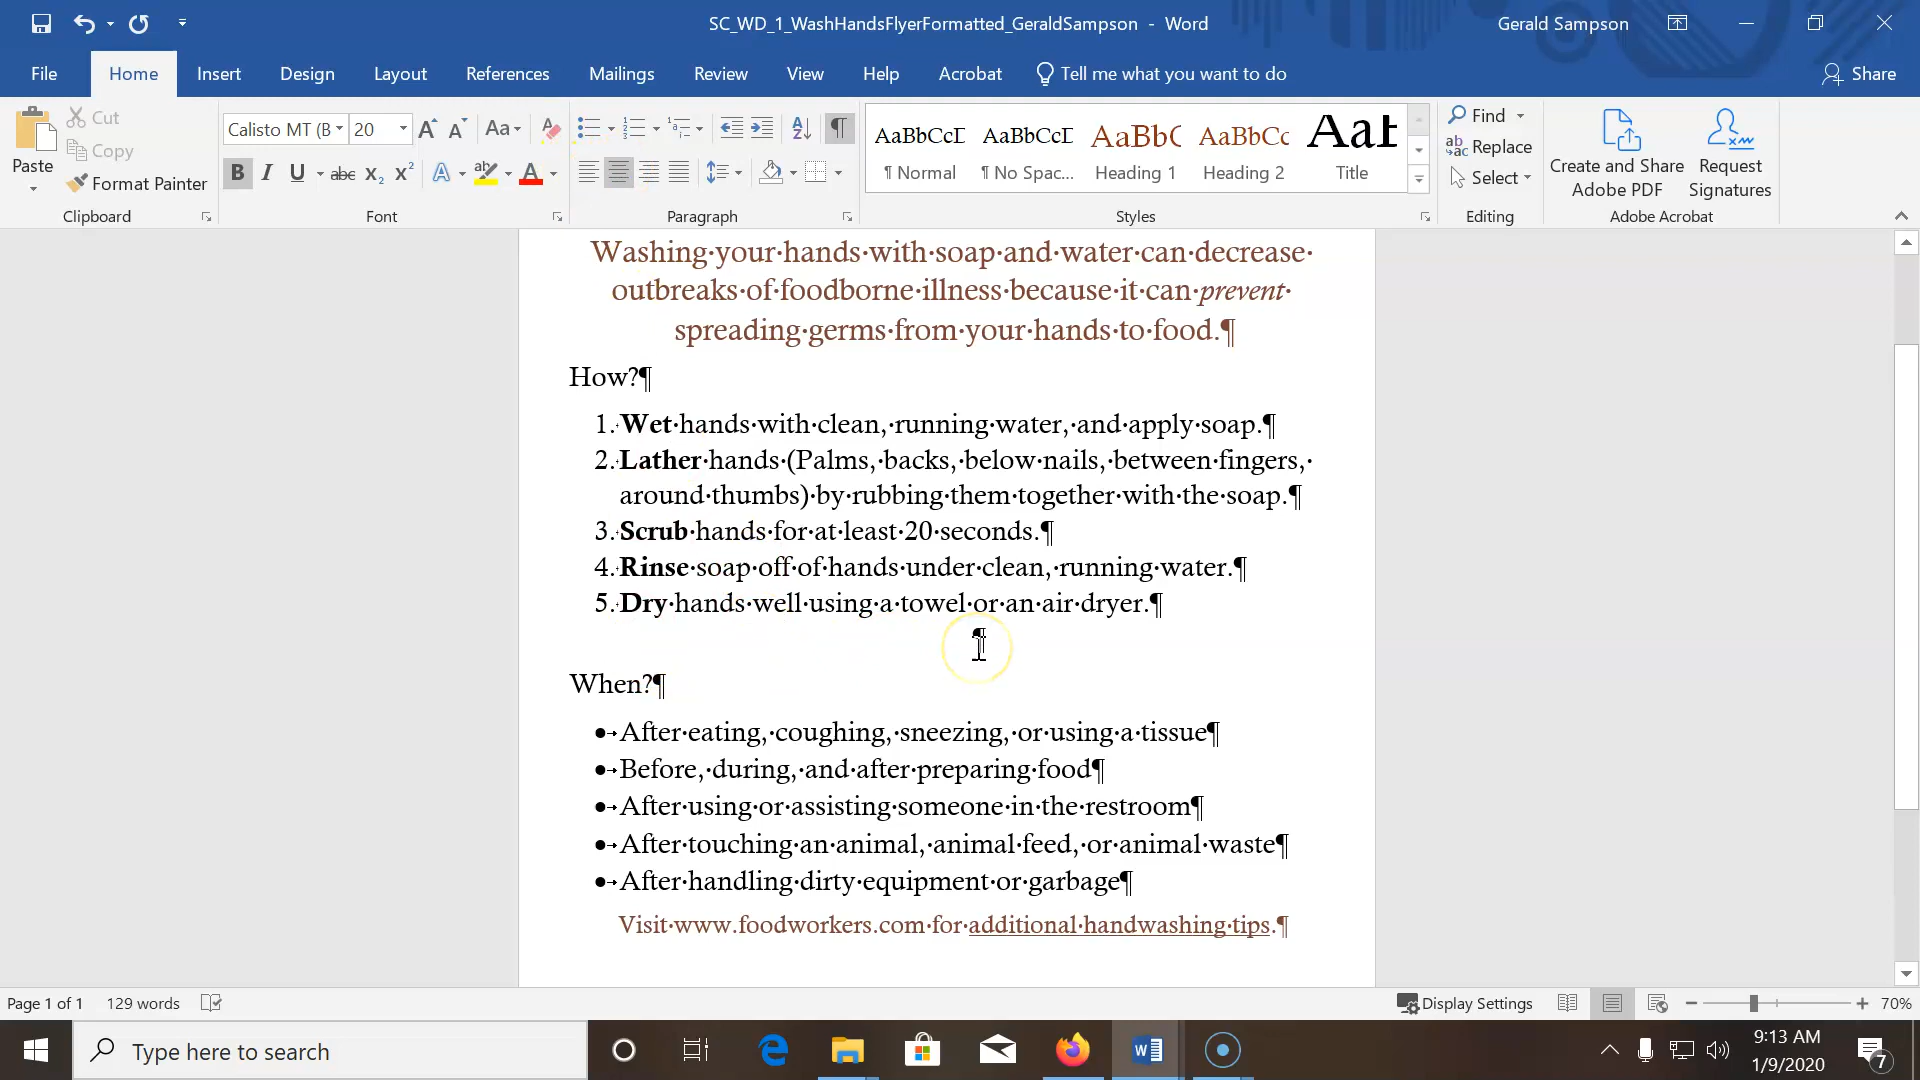 SC_WD_1_WashHandsFlyerFormatted_GeraldSampson - Word
Gerald Sampson
File Home Insert Design Layout References Mailings Review View Help Acrobat Tell me what you want to do Share
Paste
Cut
Copy
Format Painter
Clipboard
Calisto MT (B 20
Font
Paragraph
AaBbCcD AaBbCcD AaBbC AaBbCc AaB
¶ Normal ¶ No Spac... Heading 1 Heading 2 Title
Styles
Find
Replace
Select
Editing
Create and Share Adobe PDF
Request Signatures
Adobe Acrobat
Washing·your·hands·with·soap·and·water·can·decrease·
outbreaks·of·foodborne·illness·because·it·can·prevent·
spreading·germs·from·your·hands·to·food.¶
How?¶
1. Wet·hands·with·clean,·running·water,·and·apply·soap.¶
2. Lather·hands·(Palms,·backs,·below·nails,·between·fingers,·
around·thumbs)·by·rubbing·them·together·with·the·soap.¶
3. Scrub·hands·for·at·least·20·seconds.¶
4. Rinse·soap·off·of·hands·under·clean,·running·water.¶
5. Dry·hands·well·using·a·towel·or·an·air·dryer.¶
¶
When?¶
•→After·eating,·coughing,·sneezing,·or·using·a·tissue¶
•→Before,·during,·and·after·preparing·food¶
•→After·using·or·assisting·someone·in·the·restroom¶
•→After·touching·an·animal,·animal·feed,·or·animal·waste¶
•→After·handling·dirty·equipment·or·garbage¶
Visit·www.foodworkers.com·for·additional·handwashing·tips.¶
Page 1 of 1 129 words Display Settings 70%
Type here to search
9:13 AM
1/9/2020
7